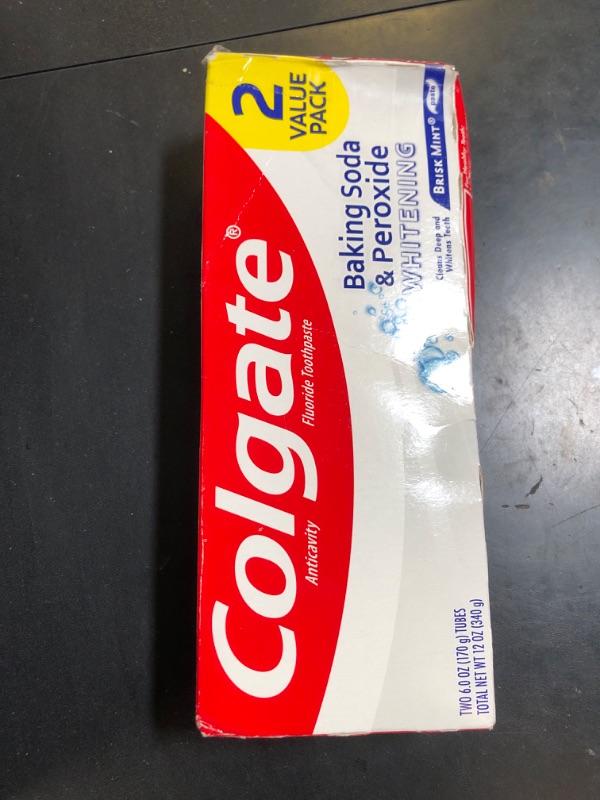 Colgate®
Anticavity Fluoride Toothpaste
2
VALUE
PACK
Baking Soda
& Peroxide
WHITENING
Cleans Deep and
Whitens Teeth
BRISK MINT® paste
TWO 6.0 OZ (170 g) TUBES
TOTAL NET WT 12 OZ (340 g)